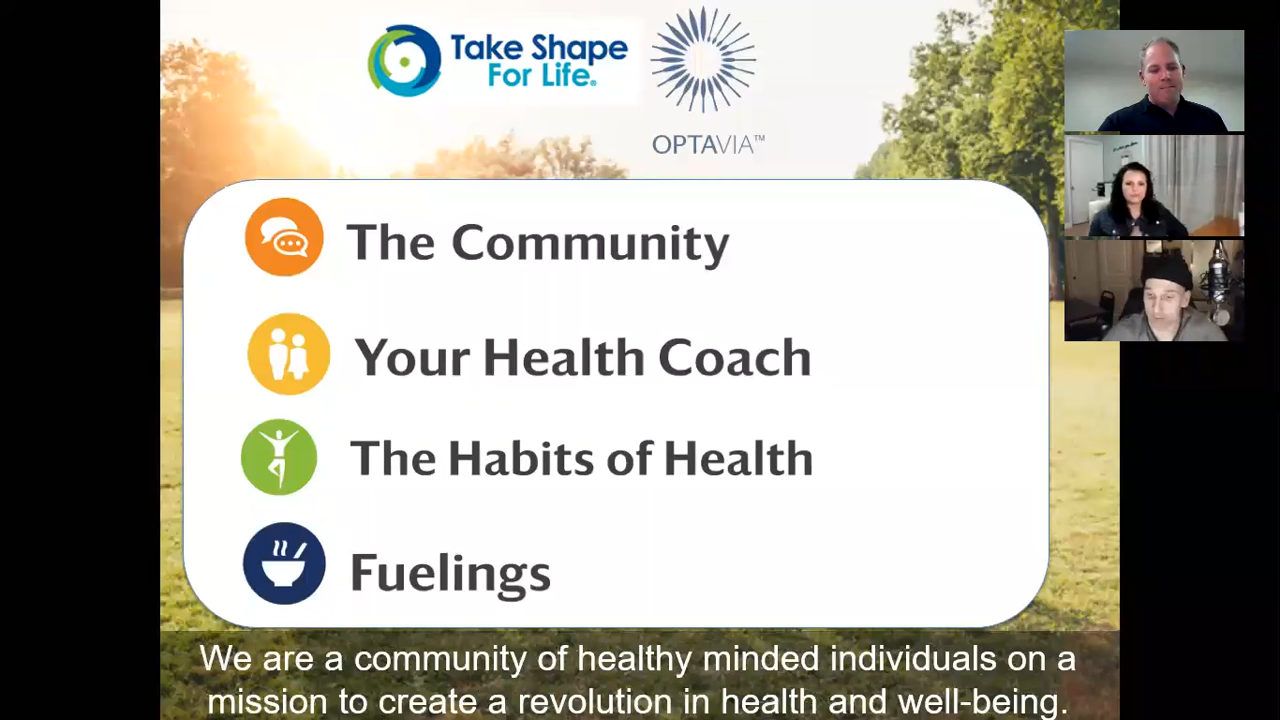 Take Shape
For Life®
OPTAVIA™
The Community
Your Health Coach
The Habits of Health
Fuelings
We are a community of healthy minded individuals on a
mission to create a revolution in health and well-being.